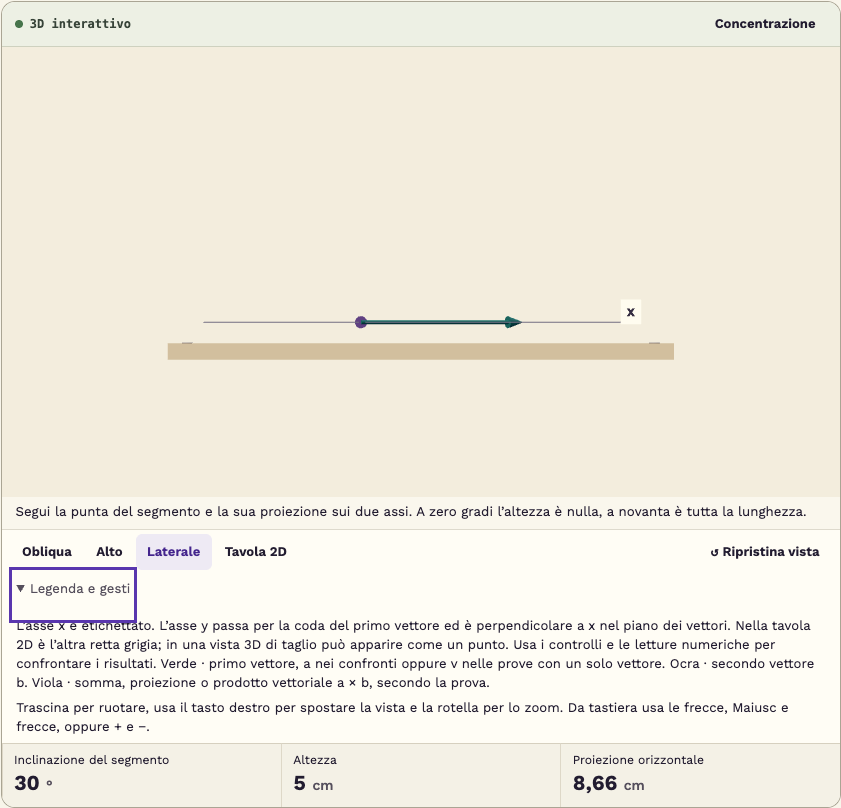 3D interattivo
Concentrazione
x
Segui la punta del segmento e la sua proiezione sui due assi. A zero gradi l’altezza è nulla, a novanta è tutta la lunghezza.
Obliqua Alto Laterale Tavola 2D ↺ Ripristina vista
▼ Legenda e gesti
L’asse x è etichettato. L’asse y passa per la coda del primo vettore ed è perpendicolare a x nel piano dei vettori. Nella tavola
2D è l’altra retta grigia; in una vista 3D di taglio può apparire come un punto. Usa i controlli e le letture numeriche per
confrontare i risultati. Verde · primo vettore, a nei confronti oppure v nelle prove con un solo vettore. Ocra · secondo vettore
b. Viola · somma, proiezione o prodotto vettoriale a × b, secondo la prova.
Trascina per ruotare, usa il tasto destro per spostare la vista e la rotella per lo zoom. Da tastiera usa le frecce, Maiusc e
frecce, oppure + e −.
Inclinazione del segmento
30 °
Altezza
5 cm
Proiezione orizzontale
8,66 cm